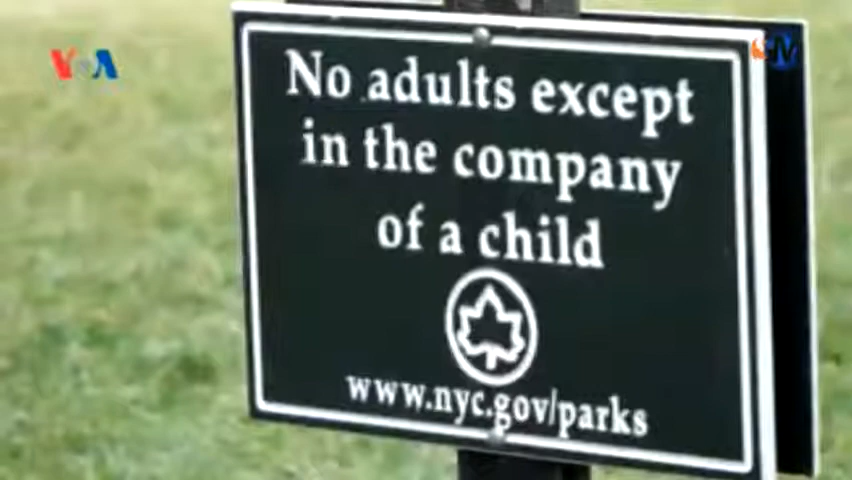 VOA
No adults except
in the company
of a child
www.nyc.gov/parks